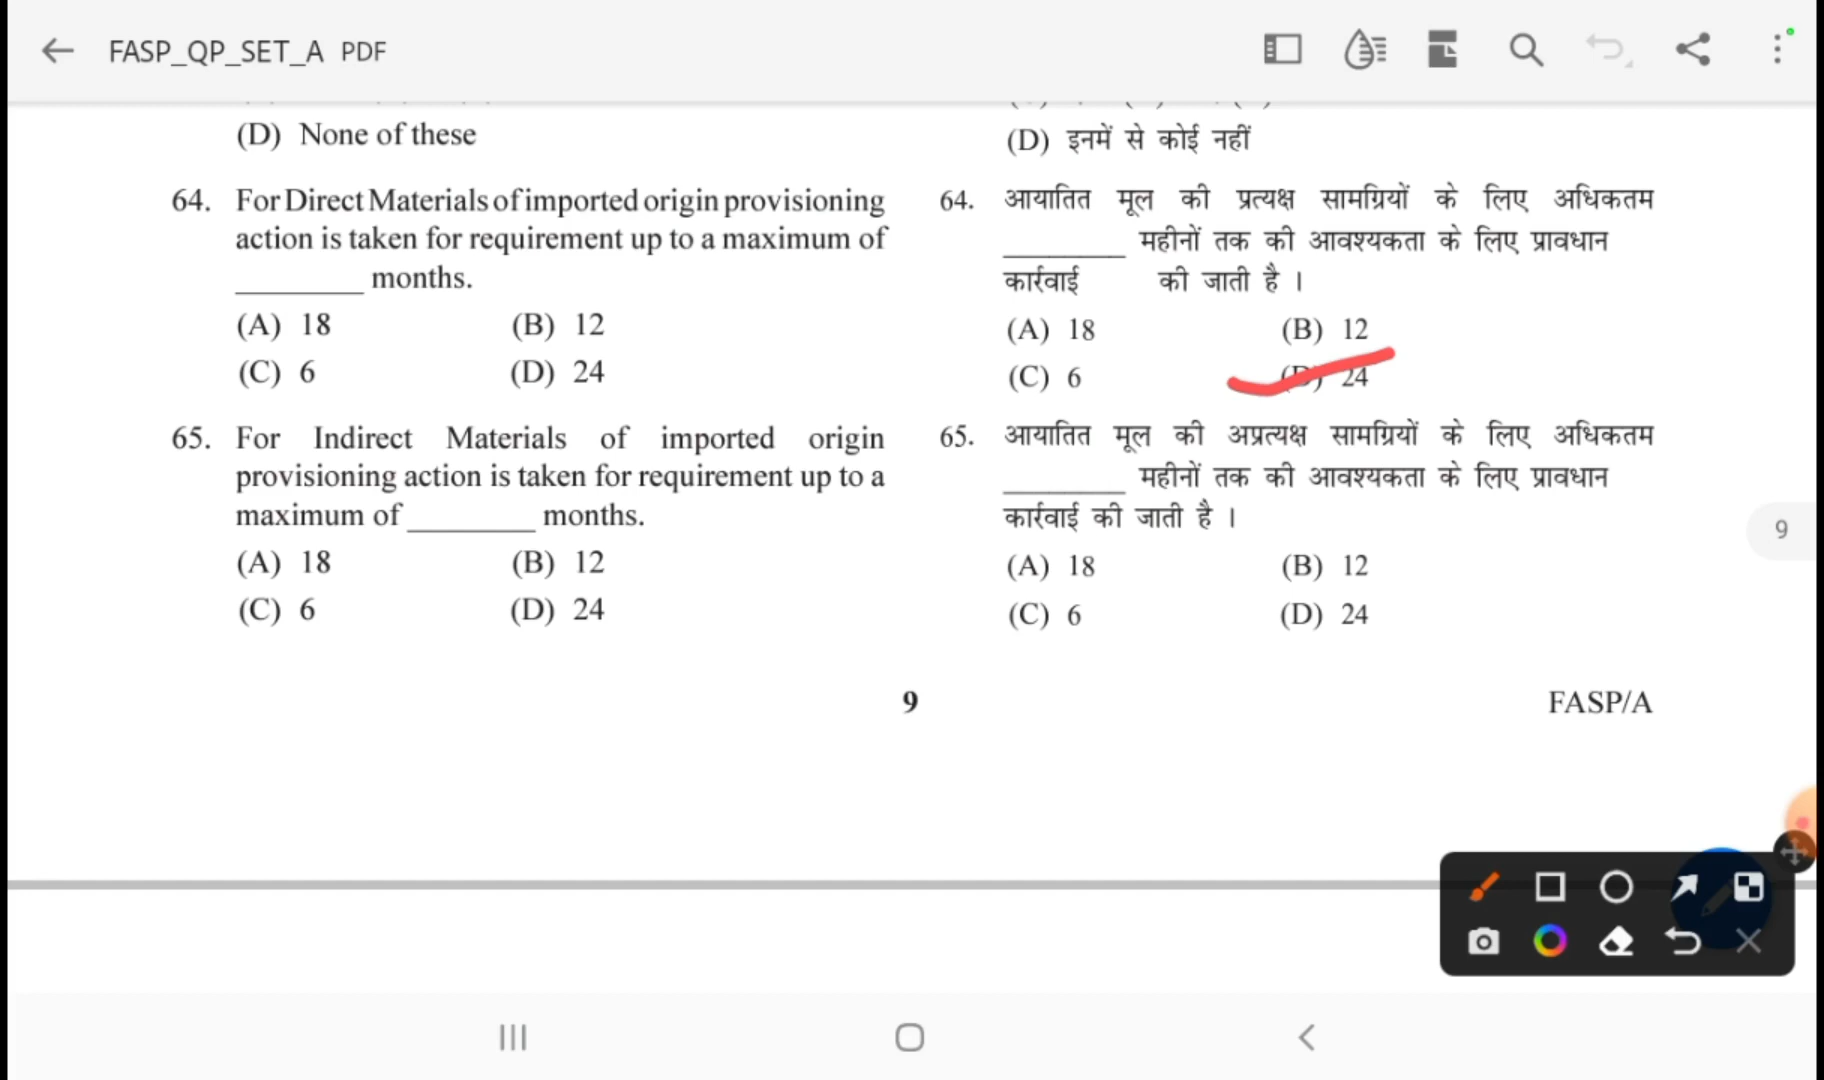 FASP_QP_SET_A PDF
(D) None of these
64. For Direct Materials of imported origin provisioning
action is taken for requirement up to a maximum of
________ months.
(A) 18 (B) 12
(C) 6 (D) 24
65. For Indirect Materials of imported origin
provisioning action is taken for requirement up to a
maximum of ________ months.
(A) 18 (B) 12
(C) 6 (D) 24
(D) इनमें से कोई नहीं
64. आयातित मूल की प्रत्यक्ष सामग्रियों के लिए अधिकतम
________ महीनों तक की आवश्यकता के लिए प्रावधान
कार्रवाई की जाती है ।
(A) 18 (B) 12
(C) 6 (D) 24
65. आयातित मूल की अप्रत्यक्ष सामग्रियों के लिए अधिकतम
________ महीनों तक की आवश्यकता के लिए प्रावधान
कार्रवाई की जाती है ।
(A) 18 (B) 12
(C) 6 (D) 24
9
9 FASP/A